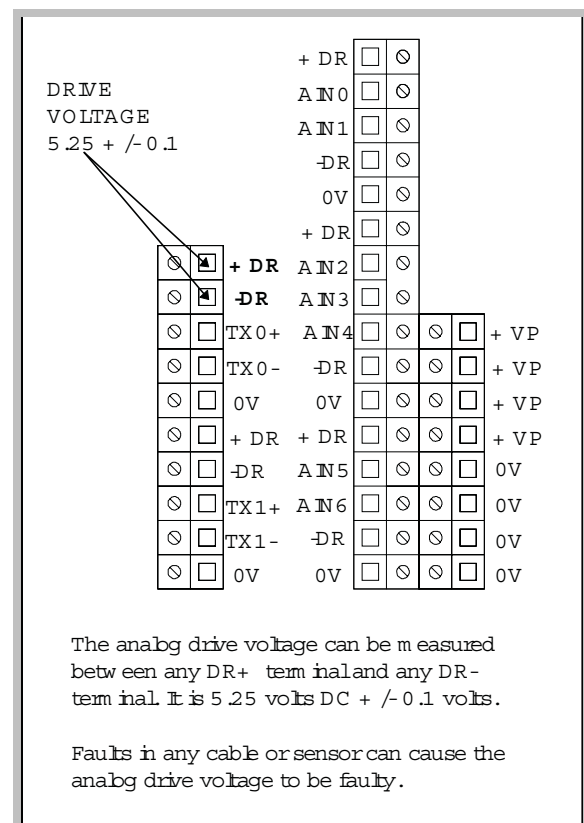 DRIVE
VOLTAGE
5.25 +/-0.1
+DR
-DR
TX0+
TX0-
0V
+DR
-DR
TX1+
TX1-
0V
+DR
AIN0
AIN1
-DR
0V
+DR
AIN2
AIN3
AIN4
-DR
0V
+DR
AIN5
AIN6
-DR
0V
+VP
+VP
+VP
+VP
0V
0V
0V
0V
The analog drive voltage can be measured
between any DR+ terminal and any DR-
terminal. It is 5.25 volts DC +/-0.1 volts.
Faults in any cable or sensor can cause the
analog drive voltage to be faulty.